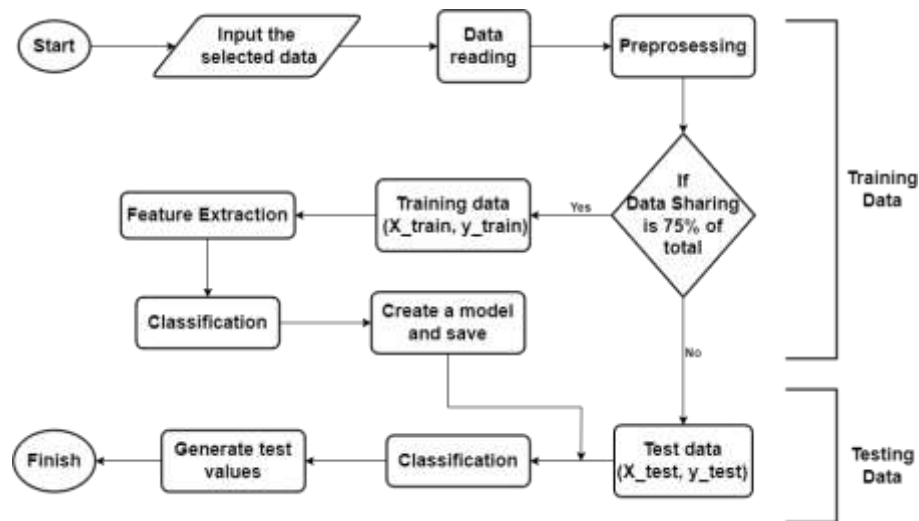 Start
Input the
selected data
Data
reading
Preprosessing
If
Data Sharing
is 75% of
total
Yes
Training data
(X_train, y_train)
Feature Extraction
Classification
Create a model
and save
No
Training
Data
Test data
(X_test, y_test)
Classification
Generate test
values
Finish
Testing
Data